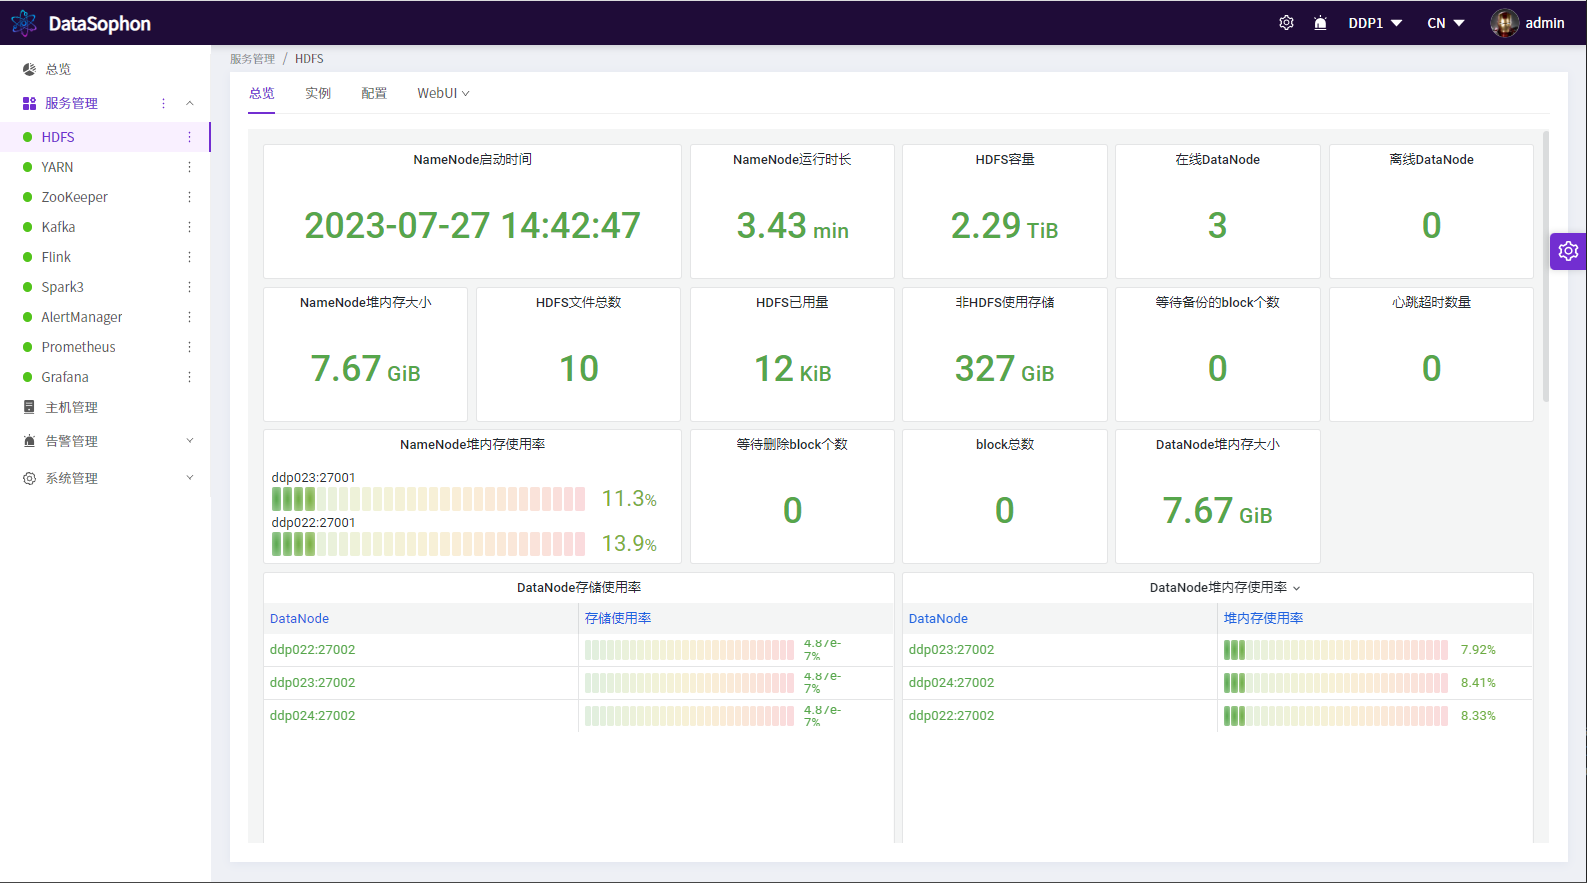 DataSophon
DDP1
CN
admin
总览
服务管理
HDFS
YARN
ZooKeeper
Kafka
Flink
Spark3
AlertManager
Prometheus
Grafana
主机管理
告警管理
系统管理
服务管理 / HDFS
总览 实例 配置 WebUI
NameNode启动时间
2023-07-27 14:42:47
NameNode运行时长
3.43 min
HDFS容量
2.29 TiB
在线DataNode
3
离线DataNode
0
NameNode堆内存大小
7.67 GiB
HDFS文件总数
10
HDFS已用量
12 KiB
非HDFS使用存储
327 GiB
等待备份的block个数
0
心跳超时数量
0
NameNode堆内存使用率
ddp023:27001
11.3%
ddp022:27001
13.9%
等待删除block个数
0
block总数
0
DataNode堆内存大小
7.67 GiB
DataNode存储使用率
DataNode 存储使用率
ddp022:27002 4.87e-
7%
ddp023:27002 4.87e-
7%
ddp024:27002 4.87e-
7%
DataNode堆内存使用率
DataNode 堆内存使用率
ddp023:27002 7.92%
ddp024:27002 8.41%
ddp022:27002 8.33%